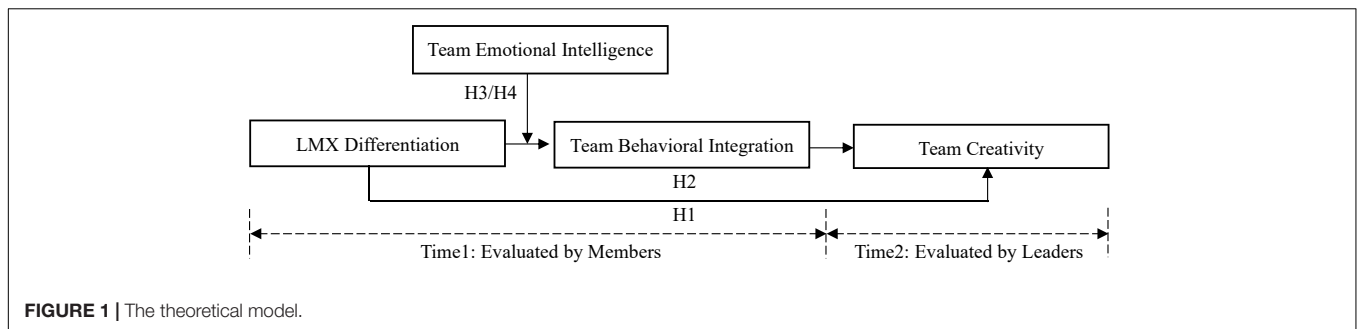 Team Emotional Intelligence
H3/H4
LMX Differentiation
Team Behavioral Integration
Team Creativity
H2
H1
Time1: Evaluated by Members
Time2: Evaluated by Leaders
FIGURE 1 | The theoretical model.